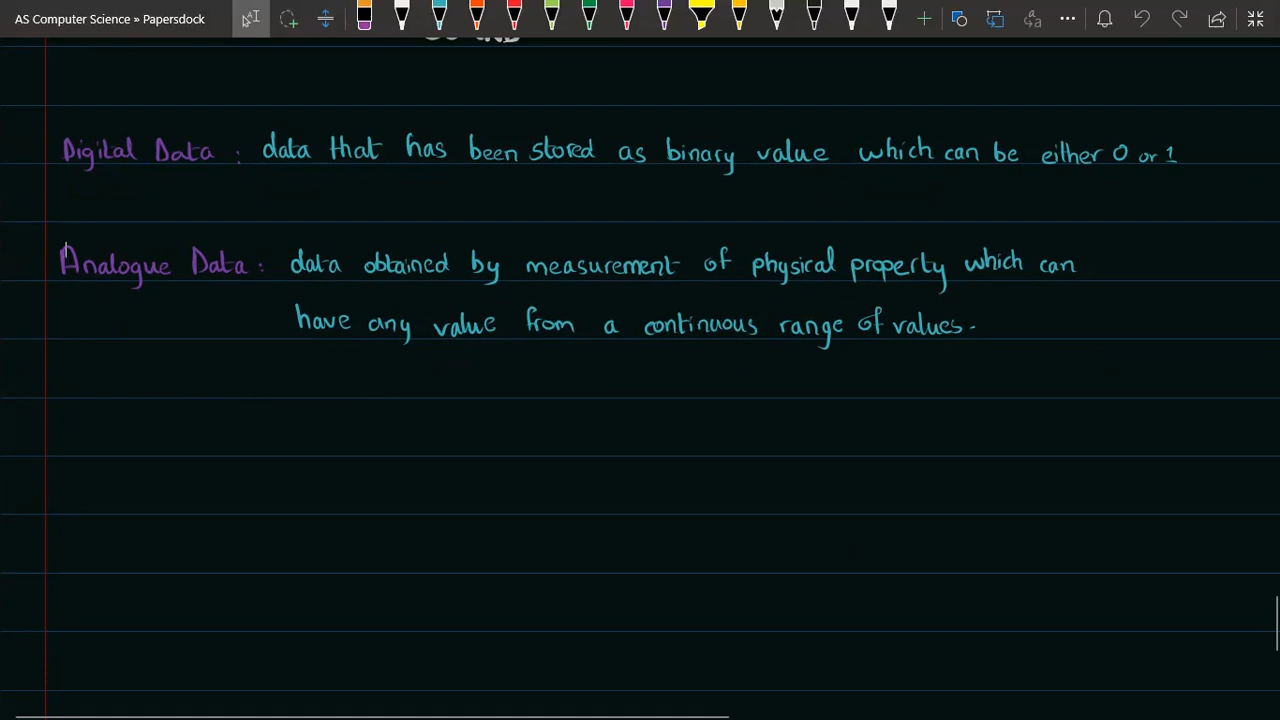 AS Computer Science » Papersdock
Digital Data : data that has been stored as binary value which can be either 0 or 1
Analogue Data : data obtained by measurement of physical property which can
have any value from a continuous range of values.